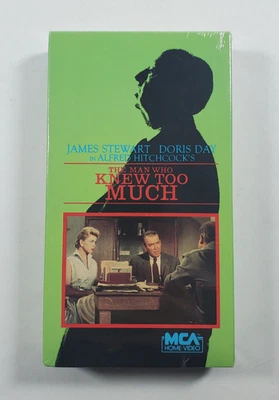 JAMES STEWART DORIS DAY
IN ALFRED HITCHCOCK'S
THE MAN WHO
KNEW TOO
MUCH
MCA
HOME VIDEO